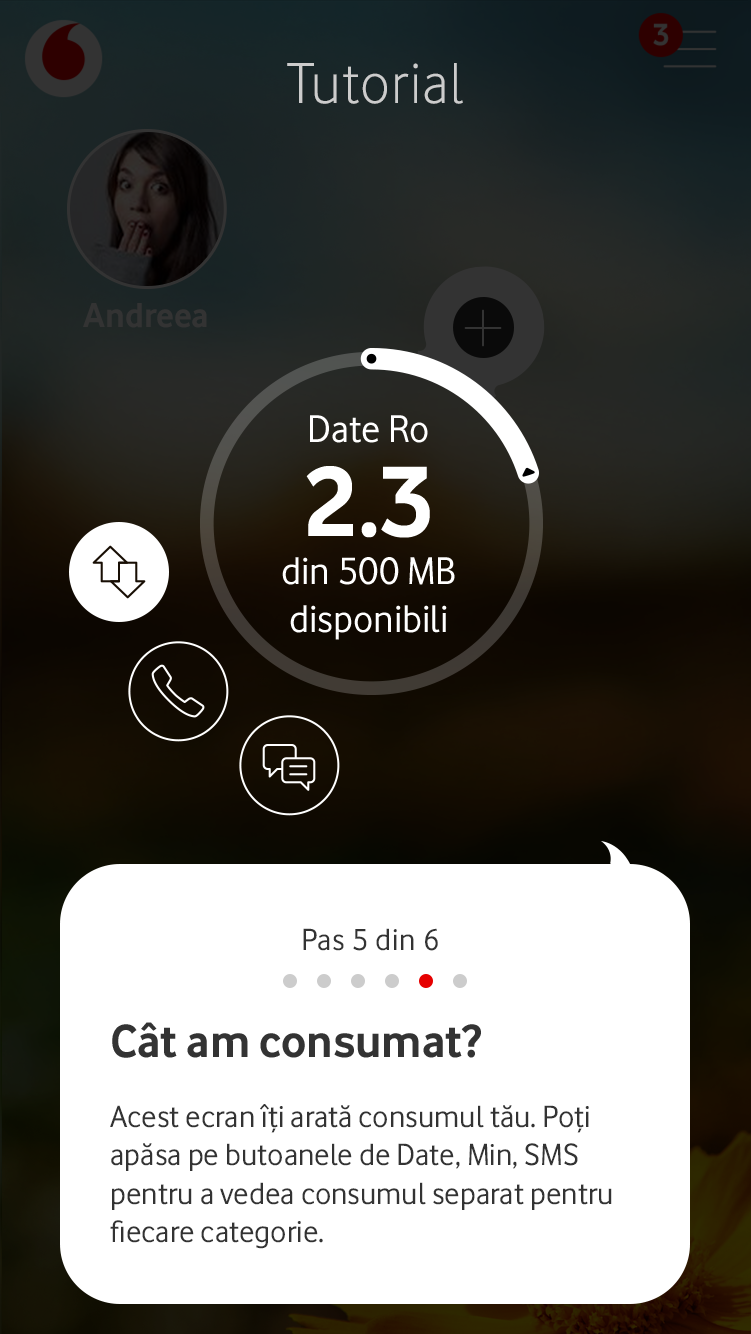 3
Tutorial
Andreea
Date Ro
2.3
din 500 MB
disponibili
Pas 5 din 6
Cât am consumat?
Acest ecran îți arată consumul tău. Poți
apăsa pe butoanele de Date, Min, SMS
pentru a vedea consumul separat pentru
fiecare categorie.